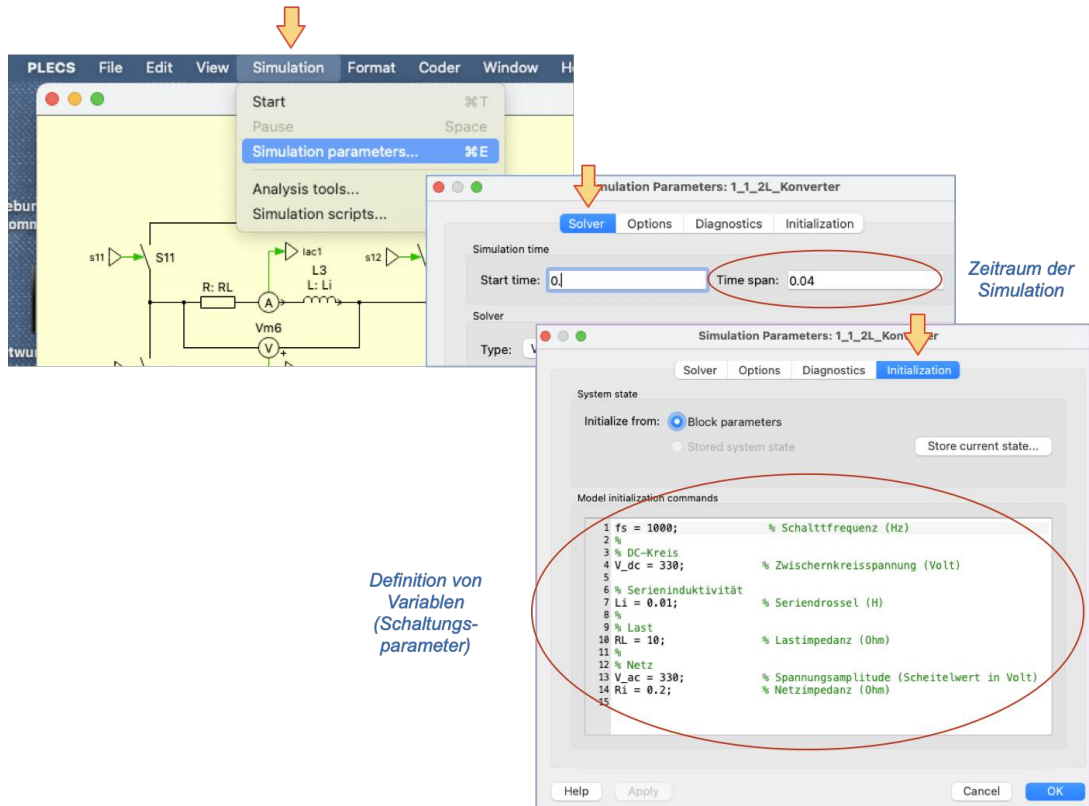 PLECS File Edit View Simulation Format Coder Window
Start ⌘T
Pause Space
Simulation parameters... ⌘E
Analysis tools...
Simulation scripts...
s11 S11
Iac1
s12
L3
R: RL L: Li
A
Vm6
V
+
Simulation Parameters: 1_1_2L_Konverter
Solver Options Diagnostics Initialization
Simulation time
Start time: 0. Time span: 0.04
Solver
Type:
Zeitraum der
Simulation
Simulation Parameters: 1_1_2L_Konverter
Solver Options Diagnostics Initialization
System state
Initialize from: Block parameters
Stored system state Store current state...
Model initialization commands
1 fs = 1000; % Schalttfrequenz (Hz)
2 %
3 % DC-Kreis
4 V_dc = 330; % Zwischernkreisspannung (Volt)
5
6 % Serieninduktivität
7 Li = 0.01; % Seriendrossel (H)
8 %
9 % Last
10 RL = 10; % Lastimpedanz (Ohm)
11 %
12 % Netz
13 V_ac = 330; % Spannungsamplitude (Scheitelwert in Volt)
14 Ri = 0.2; % Netzimpedanz (Ohm)
15
Definition von
Variablen
(Schaltungs-
parameter)
Help Apply Cancel OK